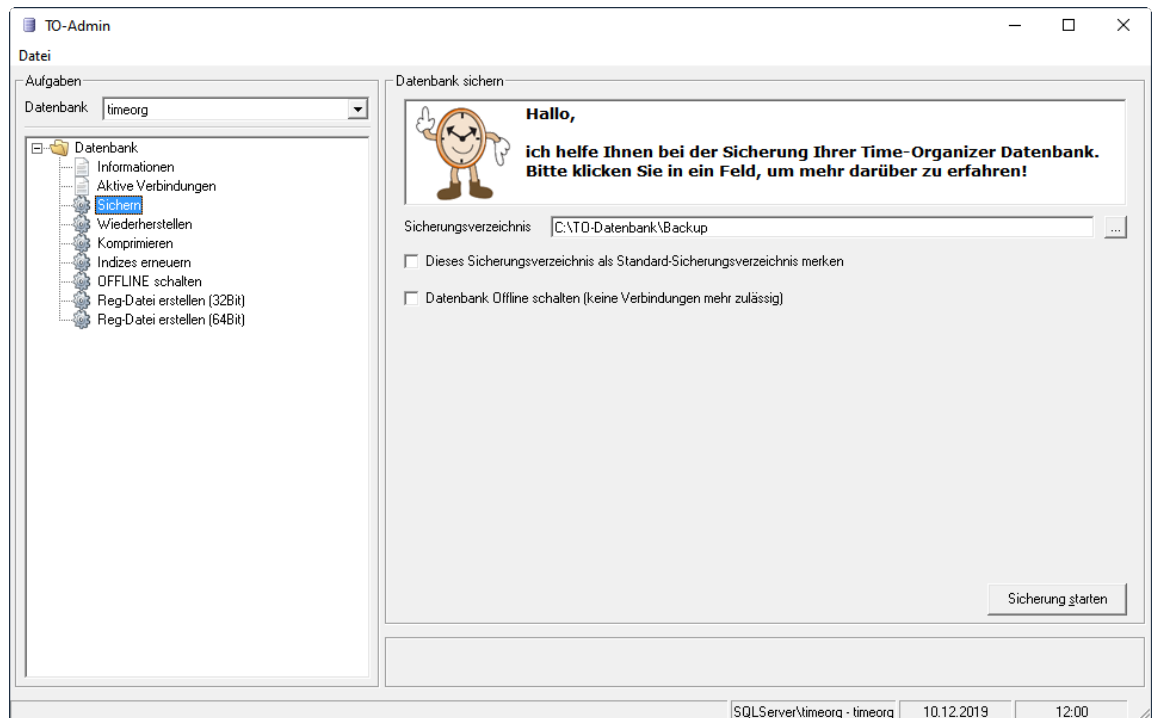 TO-Admin
Datei
Aufgaben
Datenbank timeorg
Datenbank
Informationen
Aktive Verbindungen
Sichern
Wiederherstellen
Komprimieren
Indizes erneuern
OFFLINE schalten
Reg-Datei erstellen (32Bit)
Reg-Datei erstellen (64Bit)
Datenbank sichern
Hallo,
ich helfe Ihnen bei der Sicherung Ihrer Time-Organizer Datenbank.
Bitte klicken Sie in ein Feld, um mehr darüber zu erfahren!
Sicherungsverzeichnis C:\TO-Datenbank\Backup ...
Dieses Sicherungsverzeichnis als Standard-Sicherungsverzeichnis merken
Datenbank Offline schalten (keine Verbindungen mehr zulässig)
Sicherung starten
SQLServer\timeorg - timeorg 10.12.2019 12:00